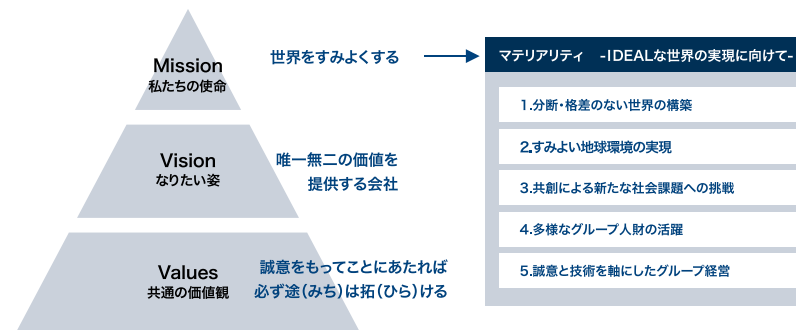 Mission
私たちの使命
世界をすみよくする
Vision
なりたい姿
唯一無二の価値を
提供する会社
Values
共通の価値観
誠意をもってことにあたれば
必ず途（みち）は拓（ひら）ける
マテリアリティ　-IDEALな世界の実現に向けて-
1.分断・格差のない世界の構築
2.すみよい地球環境の実現
3.共創による新たな社会課題への挑戦
4.多様なグループ人財の活躍
5.誠意と技術を軸にしたグループ経営